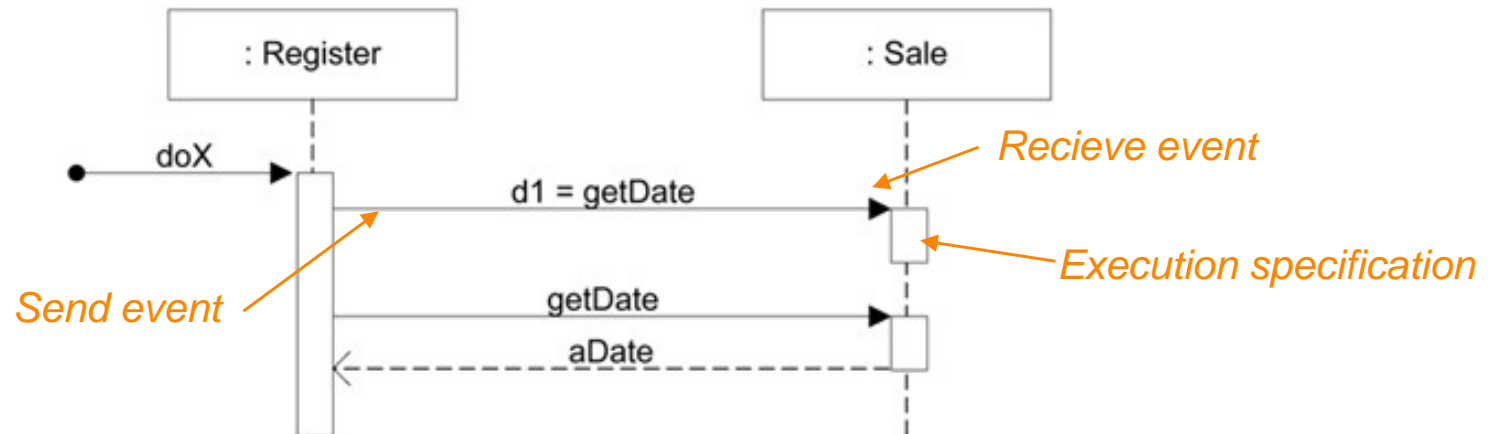 : Register
: Sale
doX
Recieve event
d1 = getDate
Execution specification
Send event
getDate
aDate